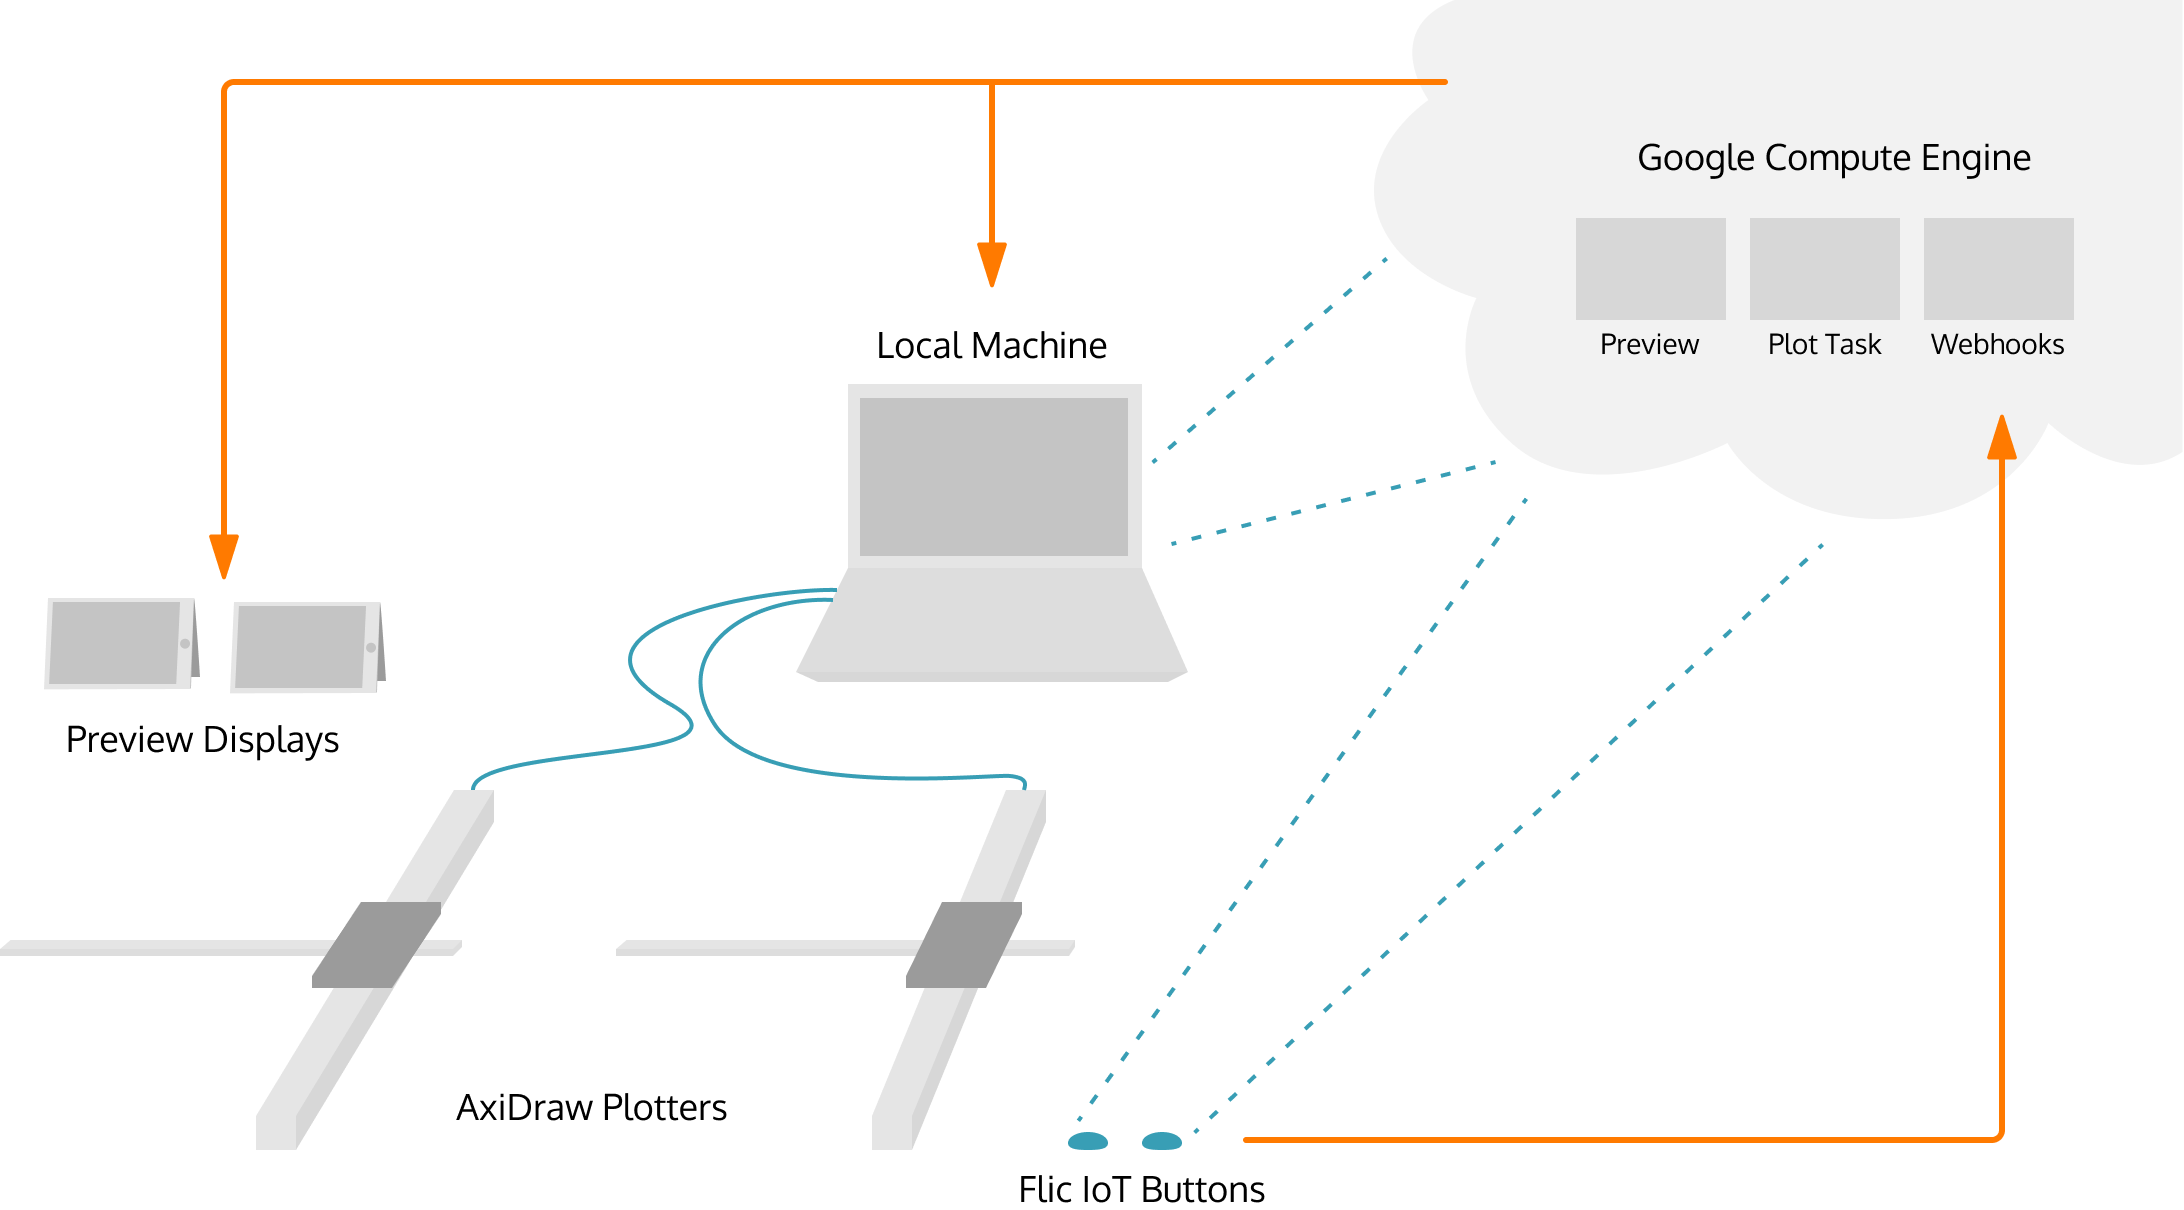 Google Compute Engine
Preview
Plot Task
Webhooks
Local Machine
Preview Displays
AxiDraw Plotters
Flic IoT Buttons